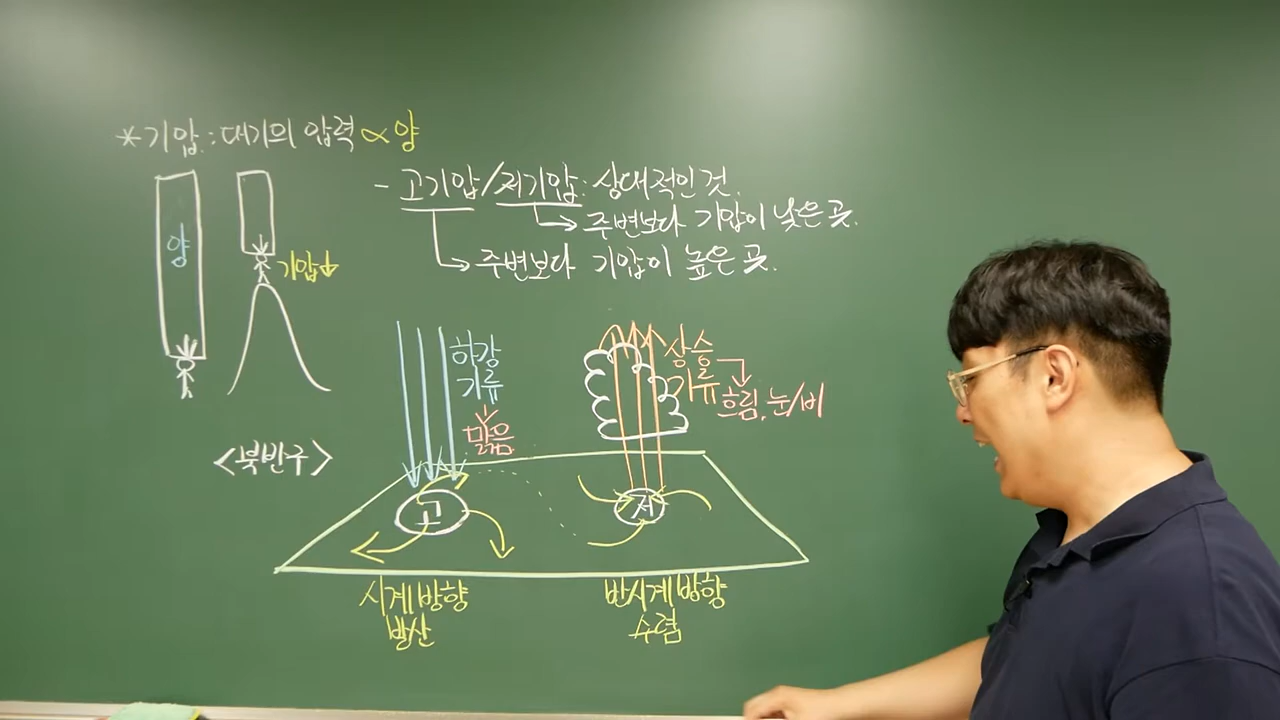 *기압:대기의 압력∝양
- 고기압/저기압:상대적인 것.
→주변보다 기압이 낮은 곳.
→주변보다 기압이 높은 곳.
양
기압↓
하강
기류
↓
맑음
상승
기류
→흐림, 눈/비
<북반구>
고
저
시계방향
발산
반시계방향
수렴